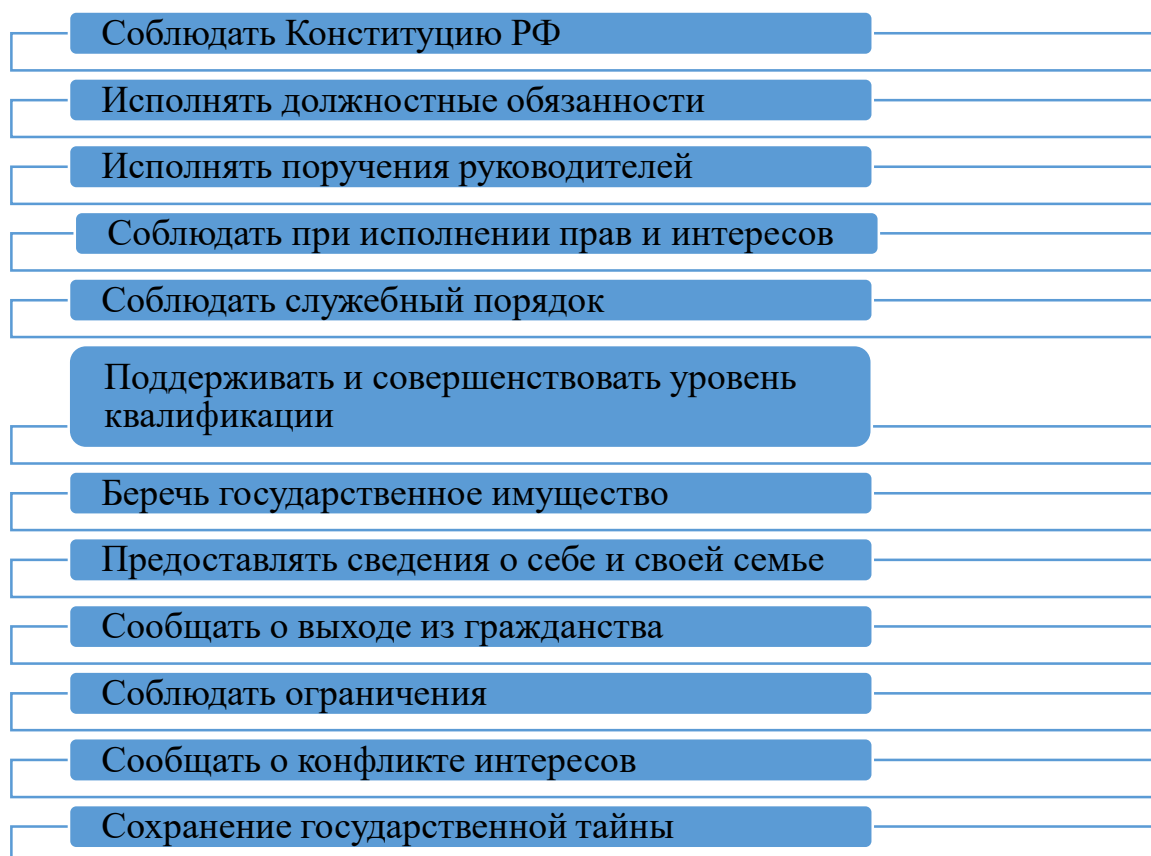 Соблюдать Конституцию РФ
Исполнять должностные обязанности
Исполнять поручения руководителей
Соблюдать при исполнении прав и интересов
Соблюдать служебный порядок
Поддерживать и совершенствовать уровень
квалификации
Беречь государственное имущество
Предоставлять сведения о себе и своей семье
Сообщать о выходе из гражданства
Соблюдать ограничения
Сообщать о конфликте интересов
Сохранение государственной тайны